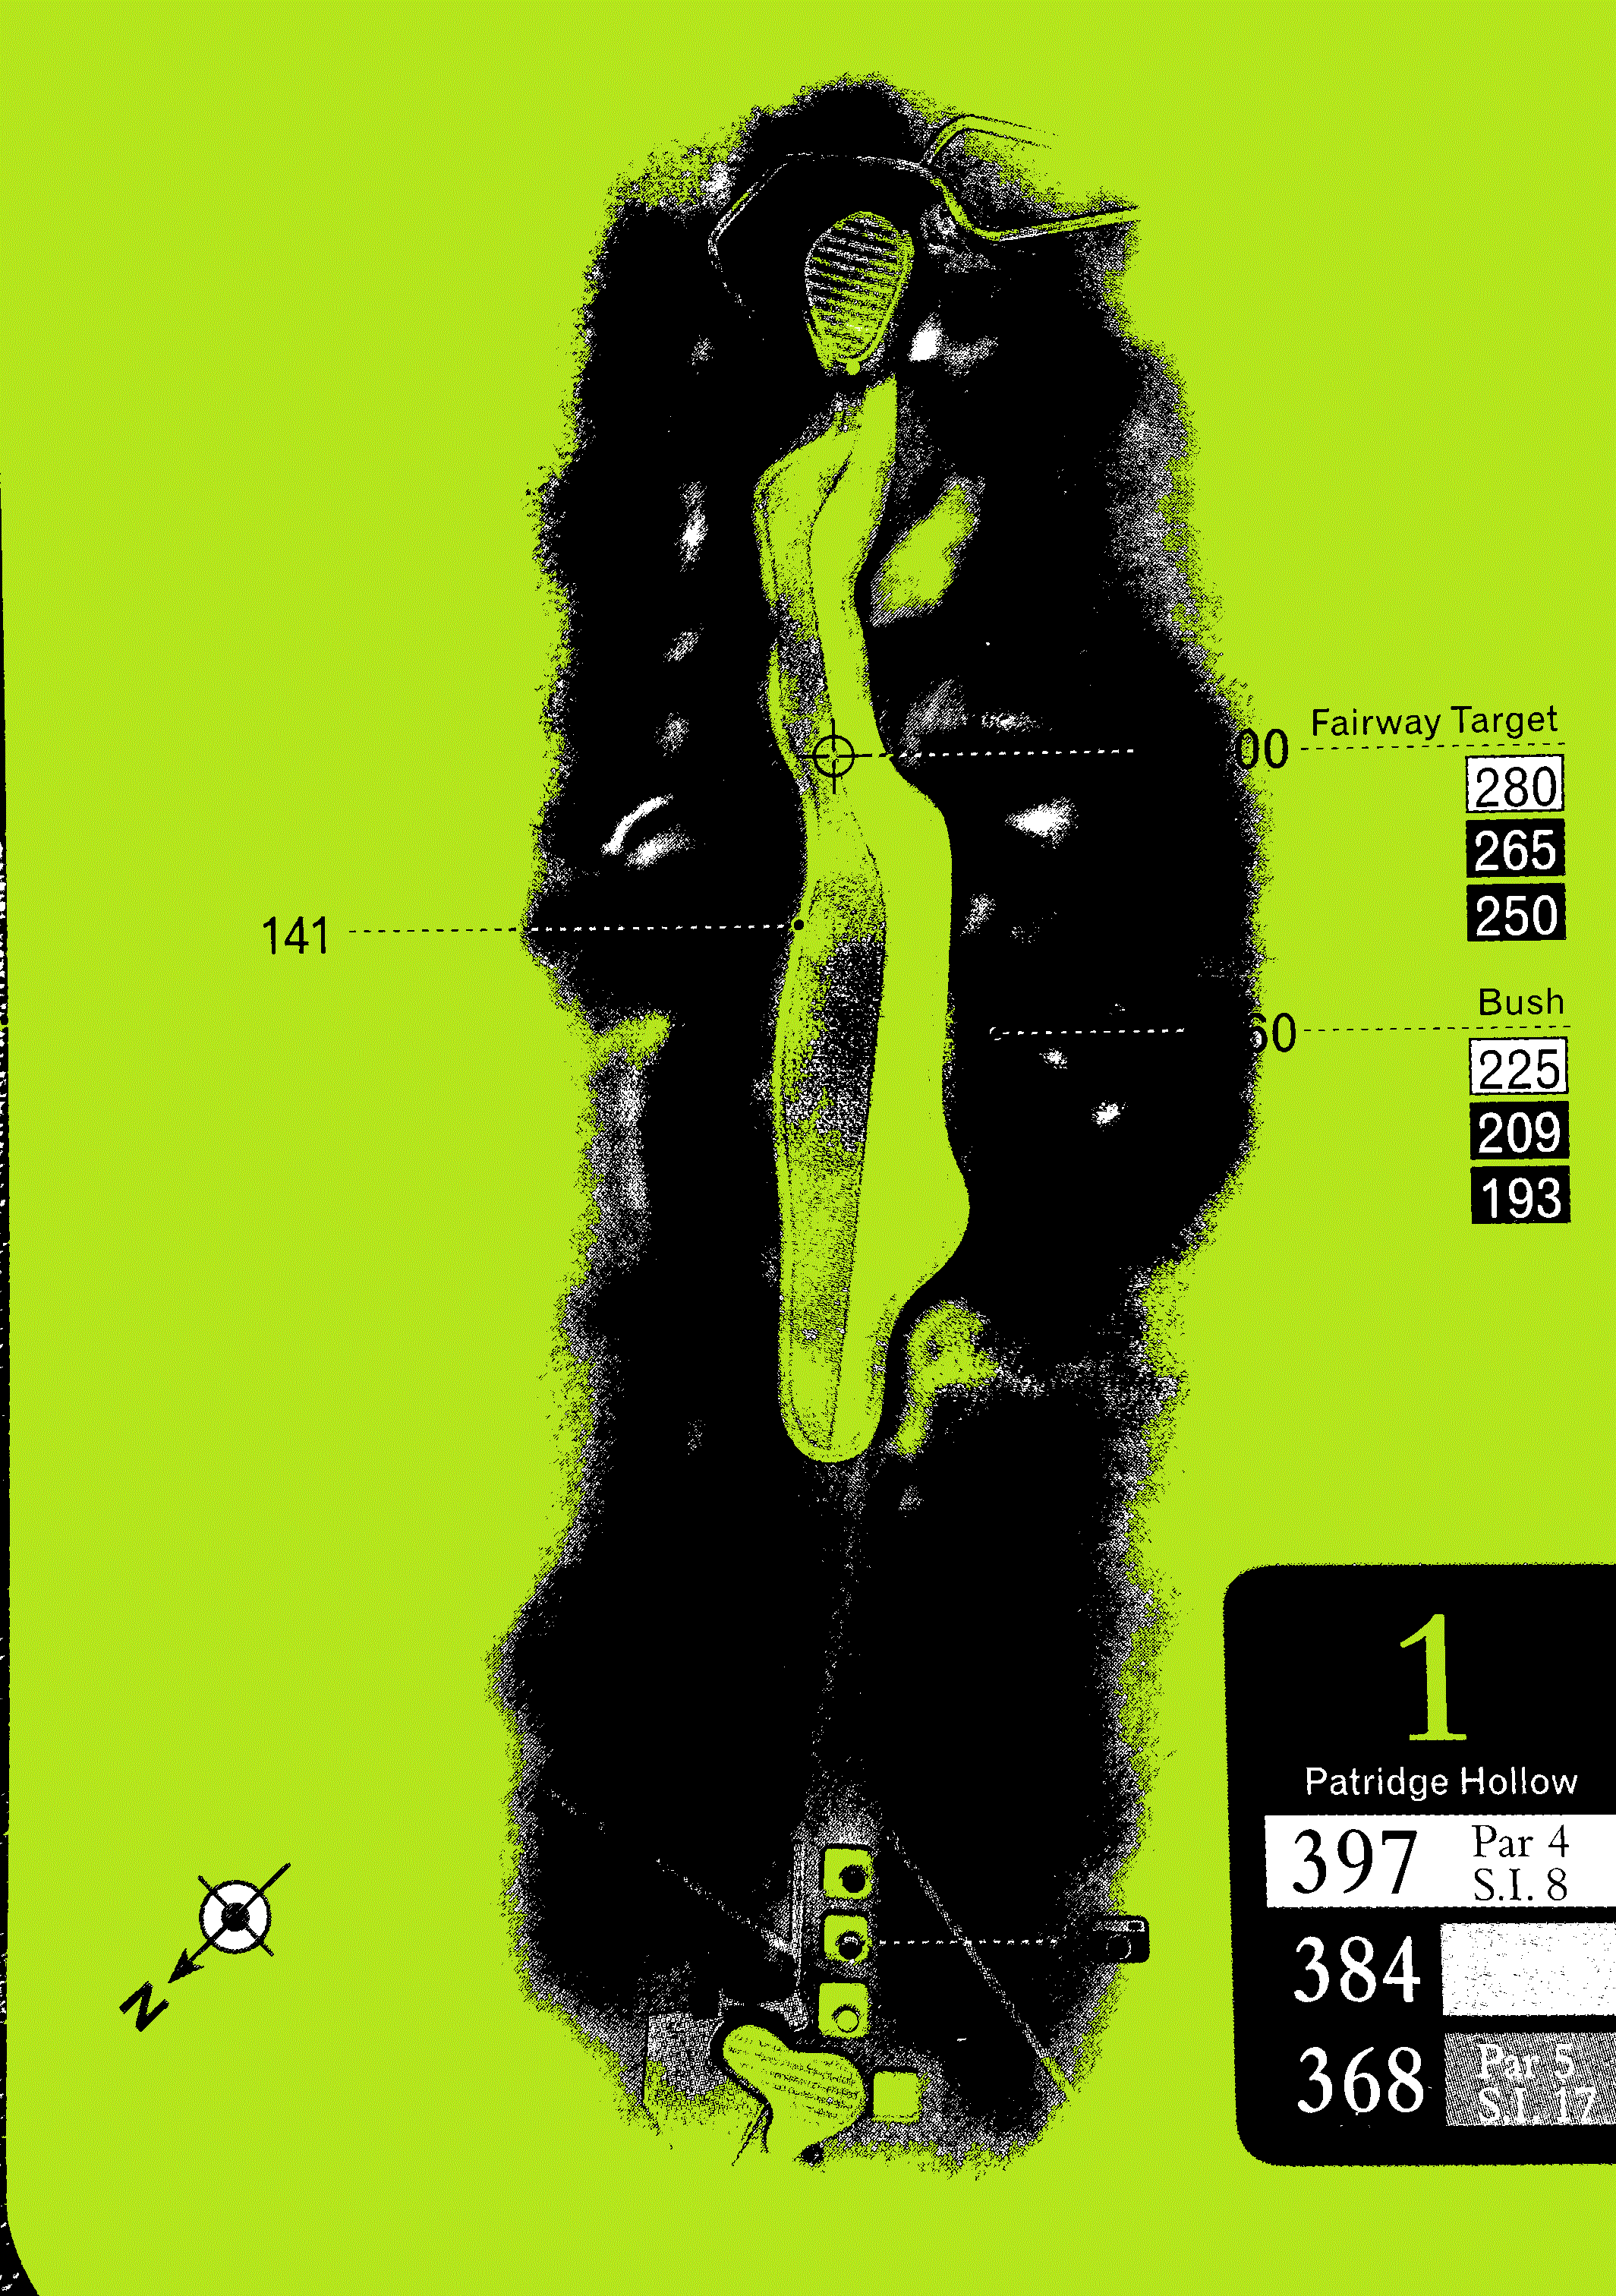 Fairway Target
00
280
265
250
141
Bush
60
225
209
193
1
Patridge Hollow
397 Par 4
S.I. 8
384
368 Par 5
S.I. 17
N